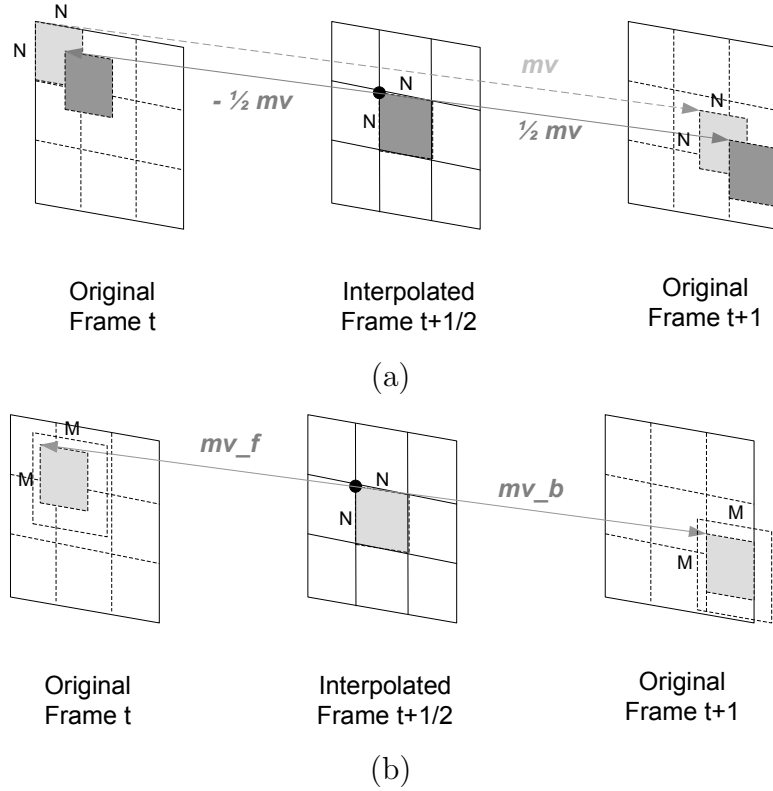 N
N
mv
- ½ mv
N
N
½ mv
N
N
Original
Frame t
Interpolated
Frame t+1/2
Original
Frame t+1
(a)
M
M
mv_f
N
N
mv_b
M
M
Original
Frame t
Interpolated
Frame t+1/2
Original
Frame t+1
(b)